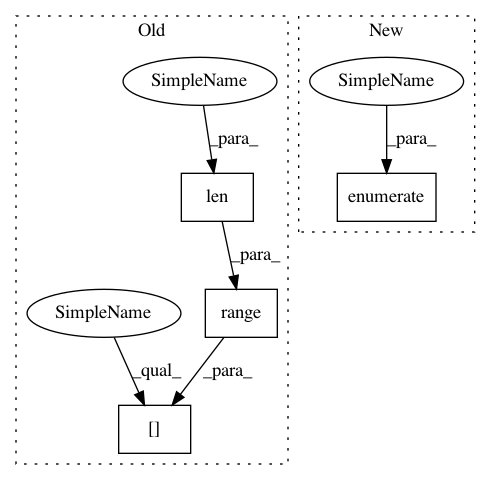 Old
New
SimpleName
SimpleName
_para_
_para_
len
enumerate
_para_
SimpleName
range
_qual_
_para_
[]